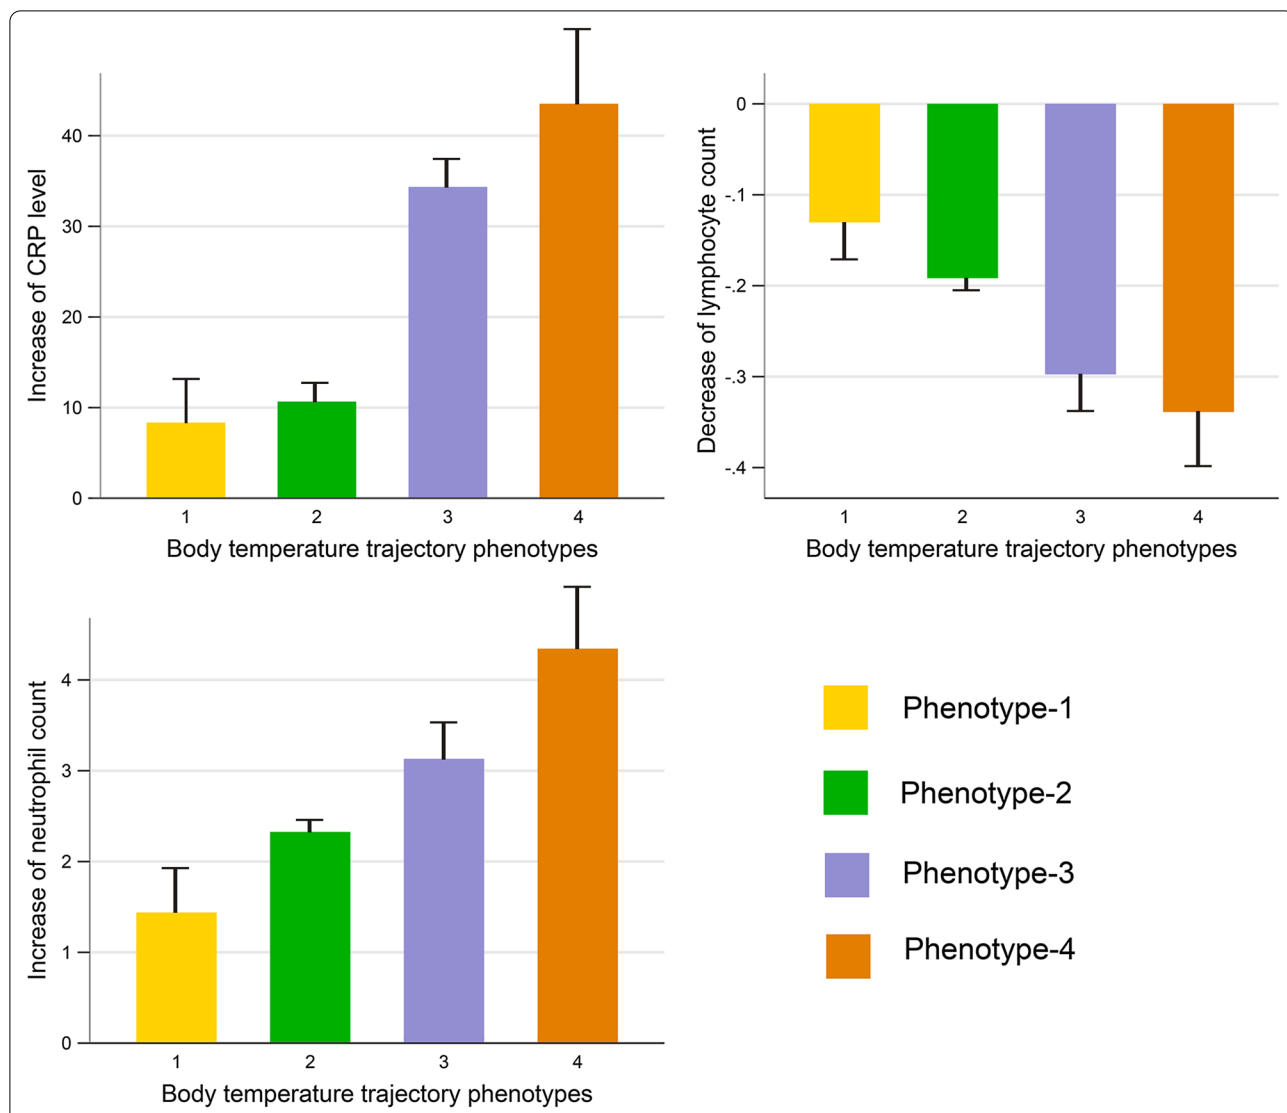 Increase of CRP level
40
30
20
10
0
1 2 3 4
Body temperature trajectory phenotypes
Decrease of lymphocyte count
0
-.1
-.2
-.3
-.4
1 2 3 4
Body temperature trajectory phenotypes
Increase of neutrophil count
4
3
2
1
0
1 2 3 4
Body temperature trajectory phenotypes
Phenotype-1
Phenotype-2
Phenotype-3
Phenotype-4